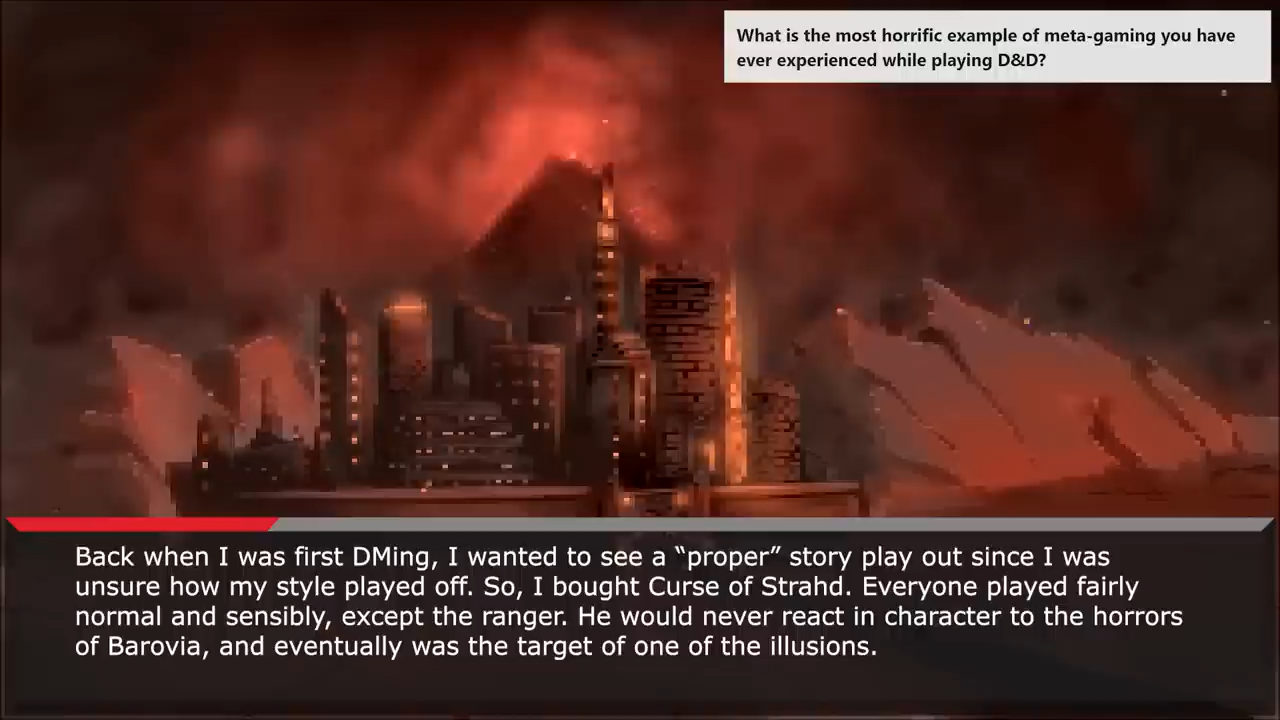 What is the most horrific example of meta-gaming you have
ever experienced while playing D&D?
Back when I was first DMing, I wanted to see a “proper” story play out since I was
unsure how my style played off. So, I bought Curse of Strahd. Everyone played fairly
normal and sensibly, except the ranger. He would never react in character to the horrors
of Barovia, and eventually was the target of one of the illusions.